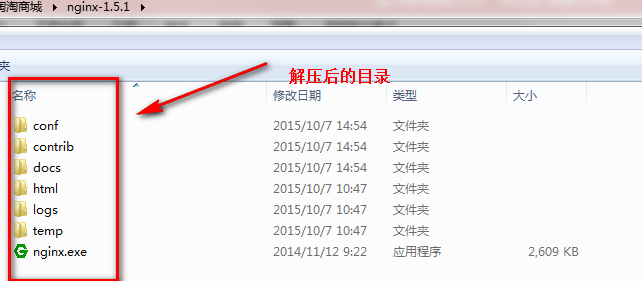 淘淘商城 ▸ nginx-1.5.1 ▸
夹
解压后的目录
名称 修改日期 类型 大小
conf 2015/10/7 14:54 文件夹
contrib 2015/10/7 14:54 文件夹
docs 2015/10/7 14:54 文件夹
html 2015/10/7 10:47 文件夹
logs 2015/10/7 10:47 文件夹
temp 2015/10/7 10:47 文件夹
nginx.exe 2014/11/12 9:22 应用程序 2,609 KB